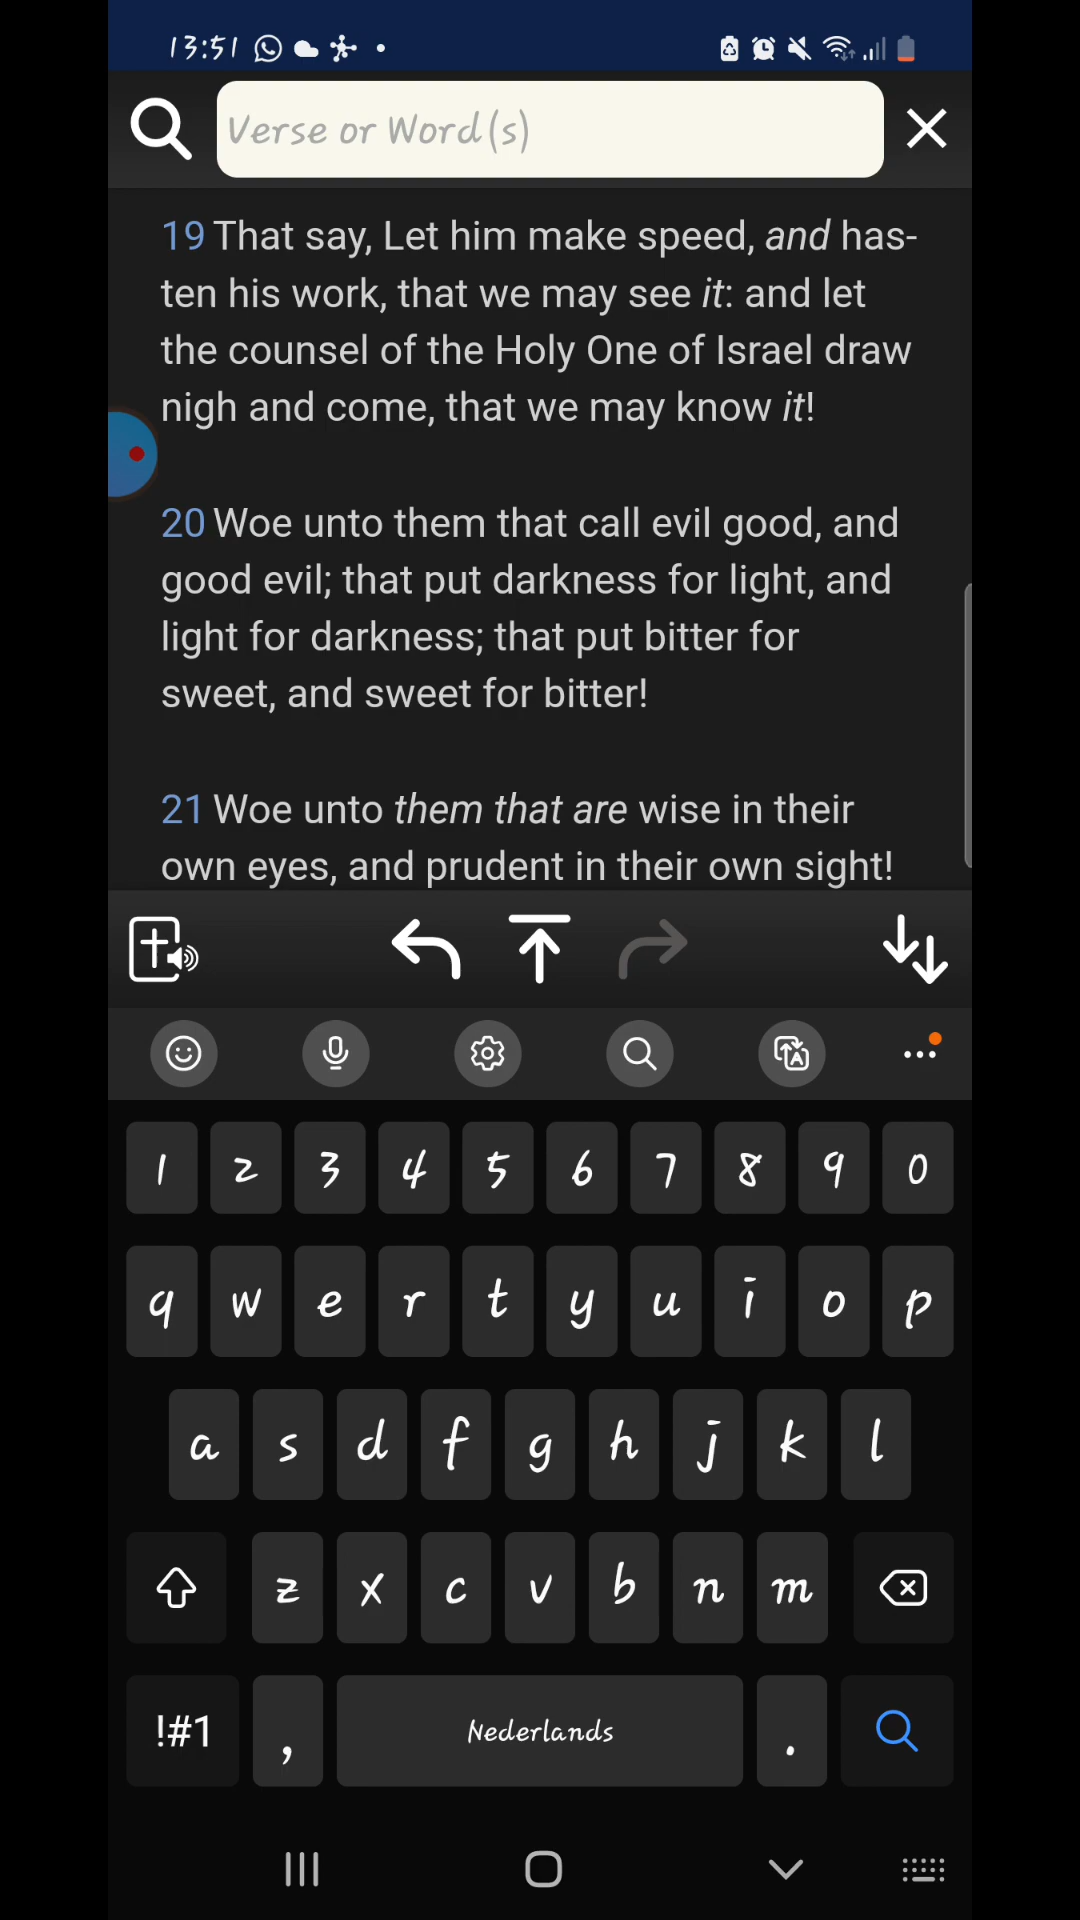 13:51
Verse or Word(s)
19 That say, Let him make speed, and has-
ten his work, that we may see it: and let
the counsel of the Holy One of Israel draw
nigh and come, that we may know it!
20 Woe unto them that call evil good, and
good evil; that put darkness for light, and
light for darkness; that put bitter for
sweet, and sweet for bitter!
21 Woe unto them that are wise in their
own eyes, and prudent in their own sight!
1 2 3 4 5 6 7 8 9 0
q w e r t y u i o p
a s d f g h j k l
z x c v b n m
!#1 , Nederlands .